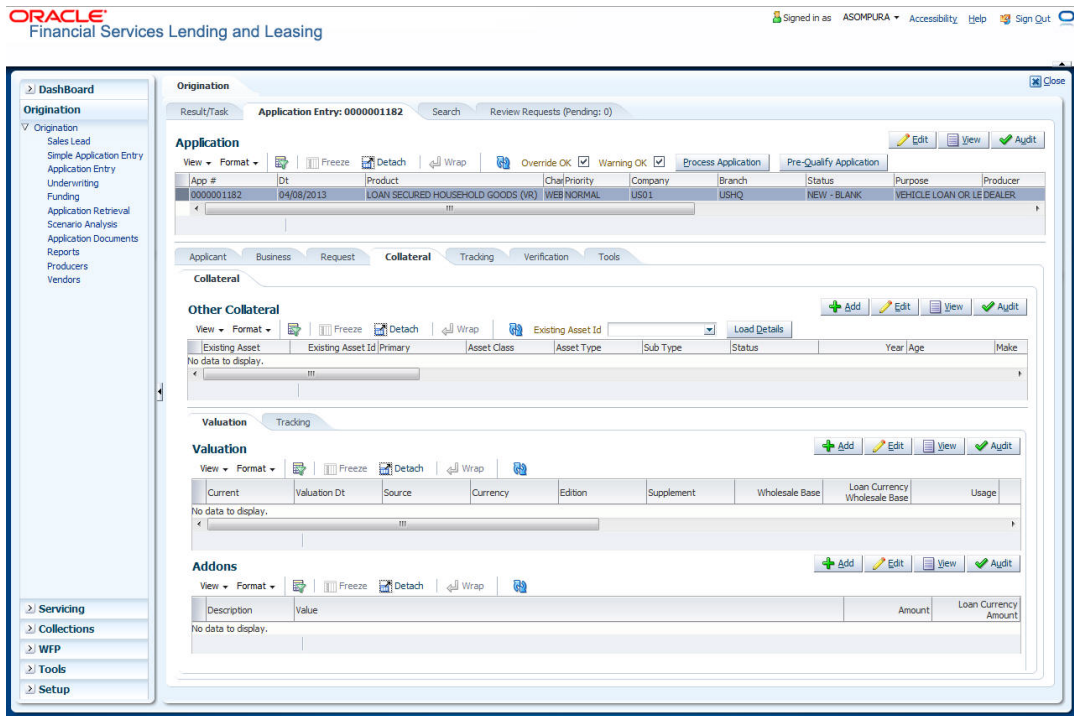 ORACLE
Financial Services Lending and Leasing
Signed in as ASOMPURA Accessibility Help Sign Out
Close
DashBoard
Origination
Origination
Sales Lead
Simple Application Entry
Application Entry
Underwriting
Funding
Application Retrieval
Scenario Analysis
Application Documents
Reports
Producers
Vendors
Servicing
Collections
WFP
Tools
Setup
Origination
Result/Task Application Entry: 0000001182 Search Review Requests (Pending: 0)
Application
Edit View Audit
View Format Freeze Detach Wrap Override OK Warning OK Process Application Pre-Qualify Application
App # Dt Product Char Priority Company Branch Status Purpose Producer
0000001182 04/08/2013 LOAN SECURED HOUSEHOLD GOODS (VR) WEB NORMAL US01 USHQ NEW - BLANK VEHICLE LOAN OR LE DEALER
Applicant Business Request Collateral Tracking Verification Tools
Collateral
Other Collateral
Add Edit View Audit
View Format Freeze Detach Wrap Existing Asset Id Load Details
Existing Asset Existing Asset Id Primary Asset Class Asset Type Sub Type Status Year Age Make
No data to display.
Valuation Tracking
Valuation
Add Edit View Audit
View Format Freeze Detach Wrap
Current Valuation Dt Source Currency Edition Supplement Wholesale Base Loan Currency Wholesale Base Usage
No data to display.
Addons
Add Edit View Audit
View Format Freeze Detach Wrap
Description Value Amount Loan Currency Amount
No data to display.